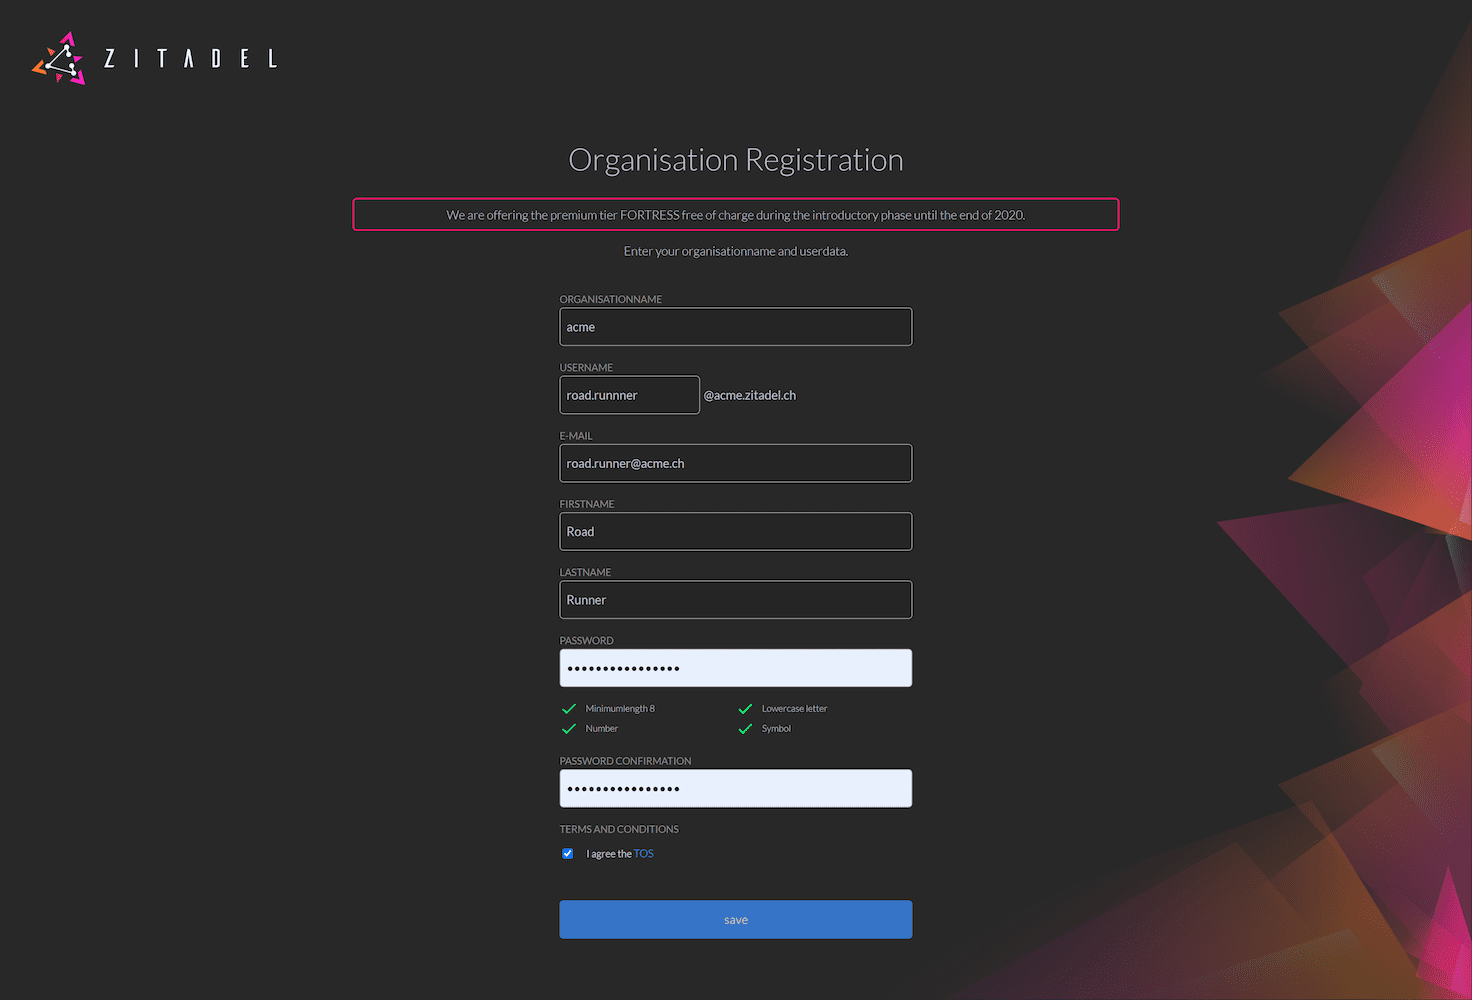 ZITADEL
Organisation Registration
We are offering the premium tier FORTRESS free of charge during the introductory phase until the end of 2020.
Enter your organisationname and userdata.
ORGANISATIONNAME
acme
USERNAME
road.runnner @acme.zitadel.ch
E-MAIL
road.runner@acme.ch
FIRSTNAME
Road
LASTNAME
Runner
PASSWORD
••••••••••••••••
Minimumlength 8 Lowercase letter
Number Symbol
PASSWORD CONFIRMATION
••••••••••••••••
TERMS AND CONDITIONS
I agree the TOS
save